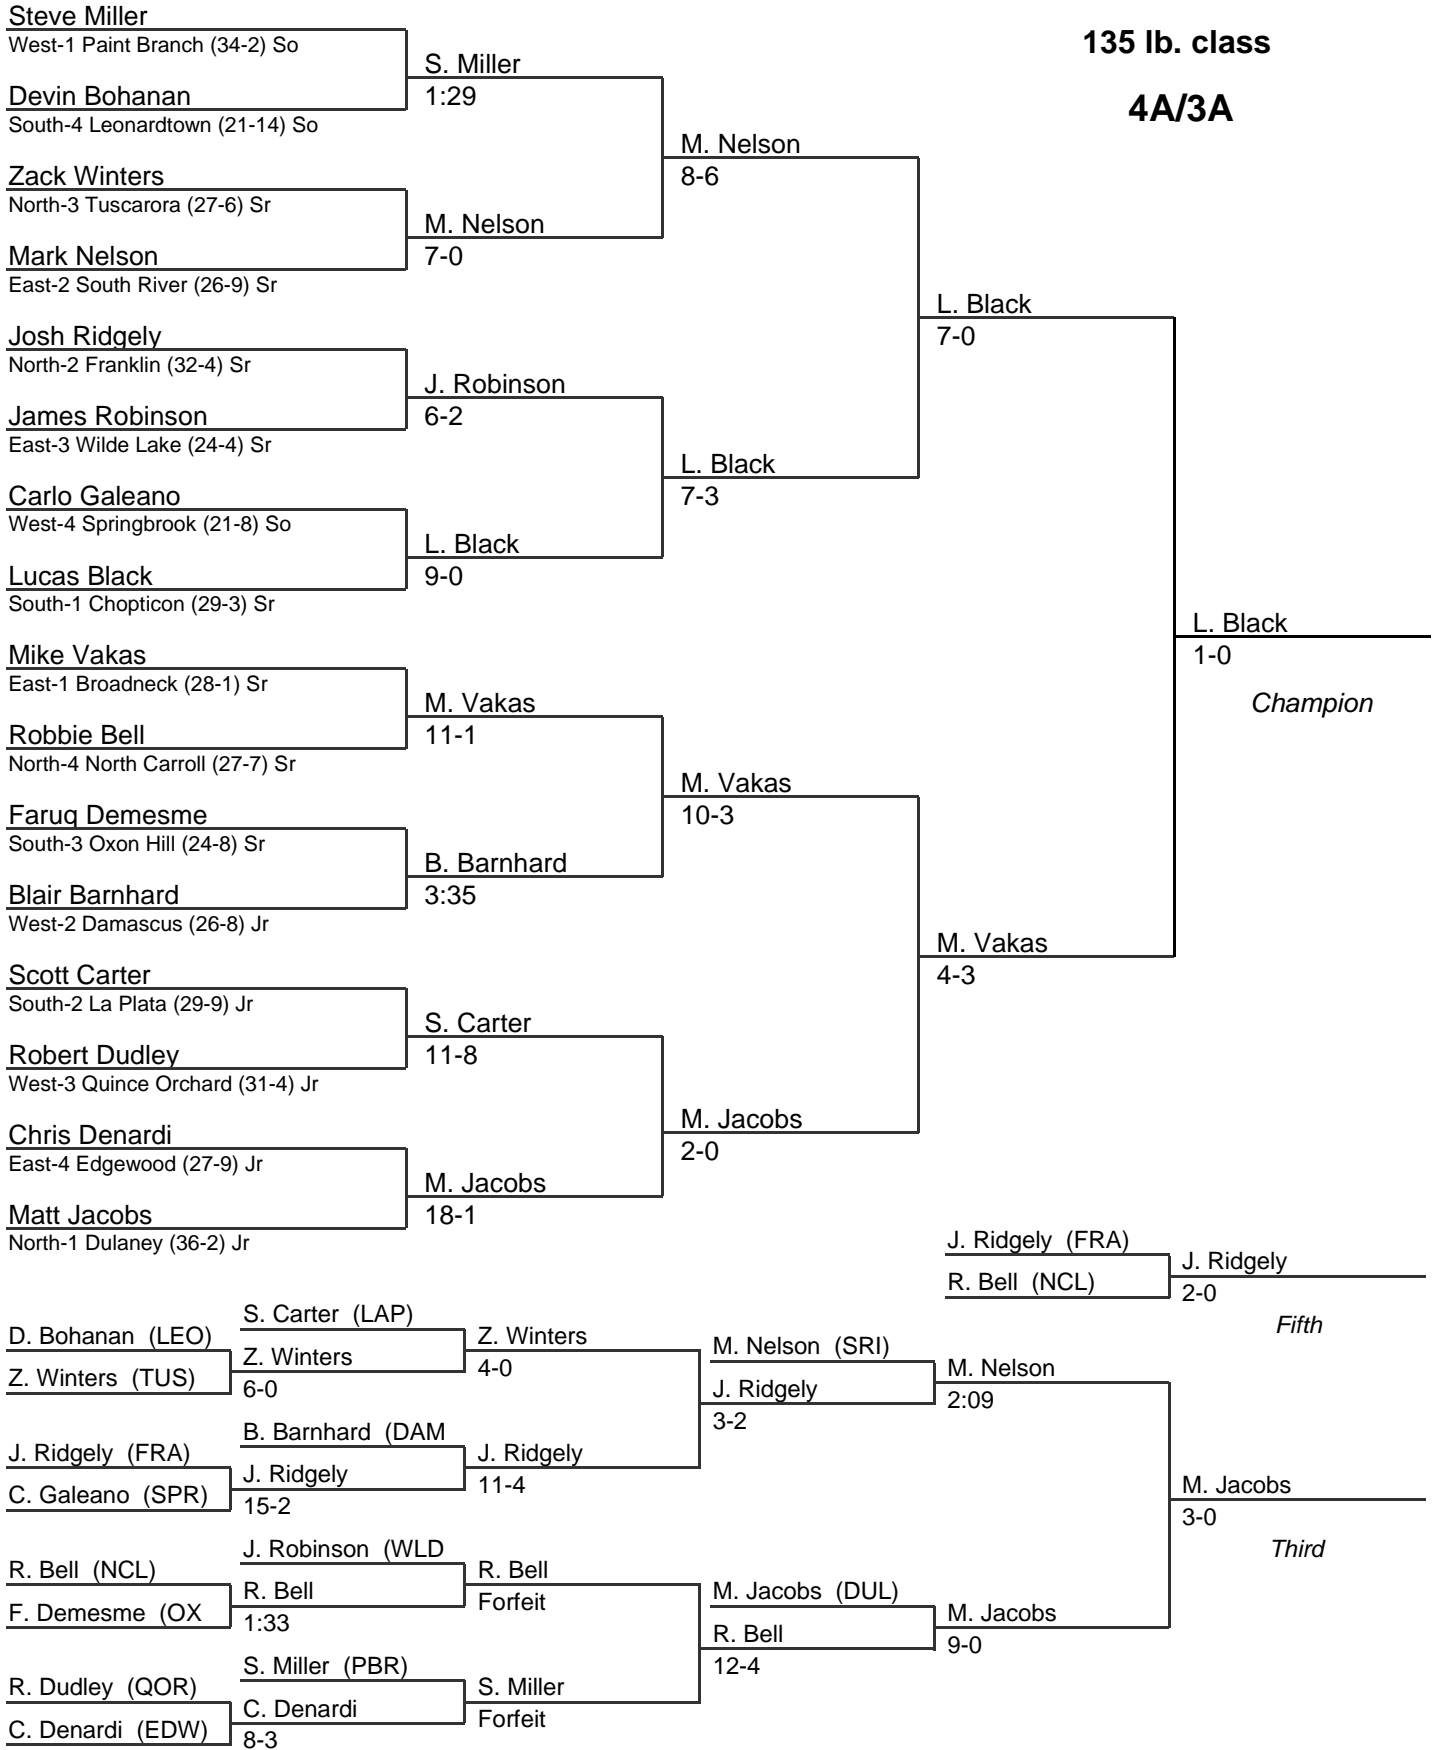 135 lb. class
4A/3A
Steve Miller
West-1 Paint Branch (34-2) So
Devin Bohanan
South-4 Leonardtown (21-14) So
Zack Winters
North-3 Tuscarora (27-6) Sr
Mark Nelson
East-2 South River (26-9) Sr
Josh Ridgely
North-2 Franklin (32-4) Sr
James Robinson
East-3 Wilde Lake (24-4) Sr
Carlo Galeano
West-4 Springbrook (21-8) So
Lucas Black
South-1 Chopticon (29-3) Sr
Mike Vakas
East-1 Broadneck (28-1) Sr
Robbie Bell
North-4 North Carroll (27-7) Sr
Faruq Demesme
South-3 Oxon Hill (24-8) Sr
Blair Barnhard
West-2 Damascus (26-8) Jr
Scott Carter
South-2 La Plata (29-9) Jr
Robert Dudley
West-3 Quince Orchard (31-4) Jr
Chris Denardi
East-4 Edgewood (27-9) Jr
Matt Jacobs
North-1 Dulaney (36-2) Jr
S. Miller
1:29
M. Nelson
7-0
J. Robinson
6-2
L. Black
9-0
M. Vakas
11-1
B. Barnhard
3:35
S. Carter
11-8
M. Jacobs
18-1
M. Nelson
8-6
L. Black
7-3
M. Vakas
10-3
M. Jacobs
2-0
L. Black
7-0
M. Vakas
4-3
L. Black
1-0
Champion
J. Ridgely (FRA)
R. Bell (NCL)
J. Ridgely
2-0
Fifth
D. Bohanan (LEO)
Z. Winters (TUS)
J. Ridgely (FRA)
C. Galeano (SPR)
R. Bell (NCL)
F. Demesme (OX
R. Dudley (QOR)
C. Denardi (EDW)
S. Carter (LAP)
Z. Winters
6-0
B. Barnhard (DAM
J. Ridgely
15-2
J. Robinson (WLD
R. Bell
1:33
S. Miller (PBR)
C. Denardi
8-3
Z. Winters
4-0
J. Ridgely
11-4
R. Bell
Forfeit
S. Miller
Forfeit
M. Nelson (SRI)
J. Ridgely
3-2
M. Jacobs (DUL)
R. Bell
12-4
M. Nelson
2:09
M. Jacobs
9-0
M. Jacobs
3-0
Third